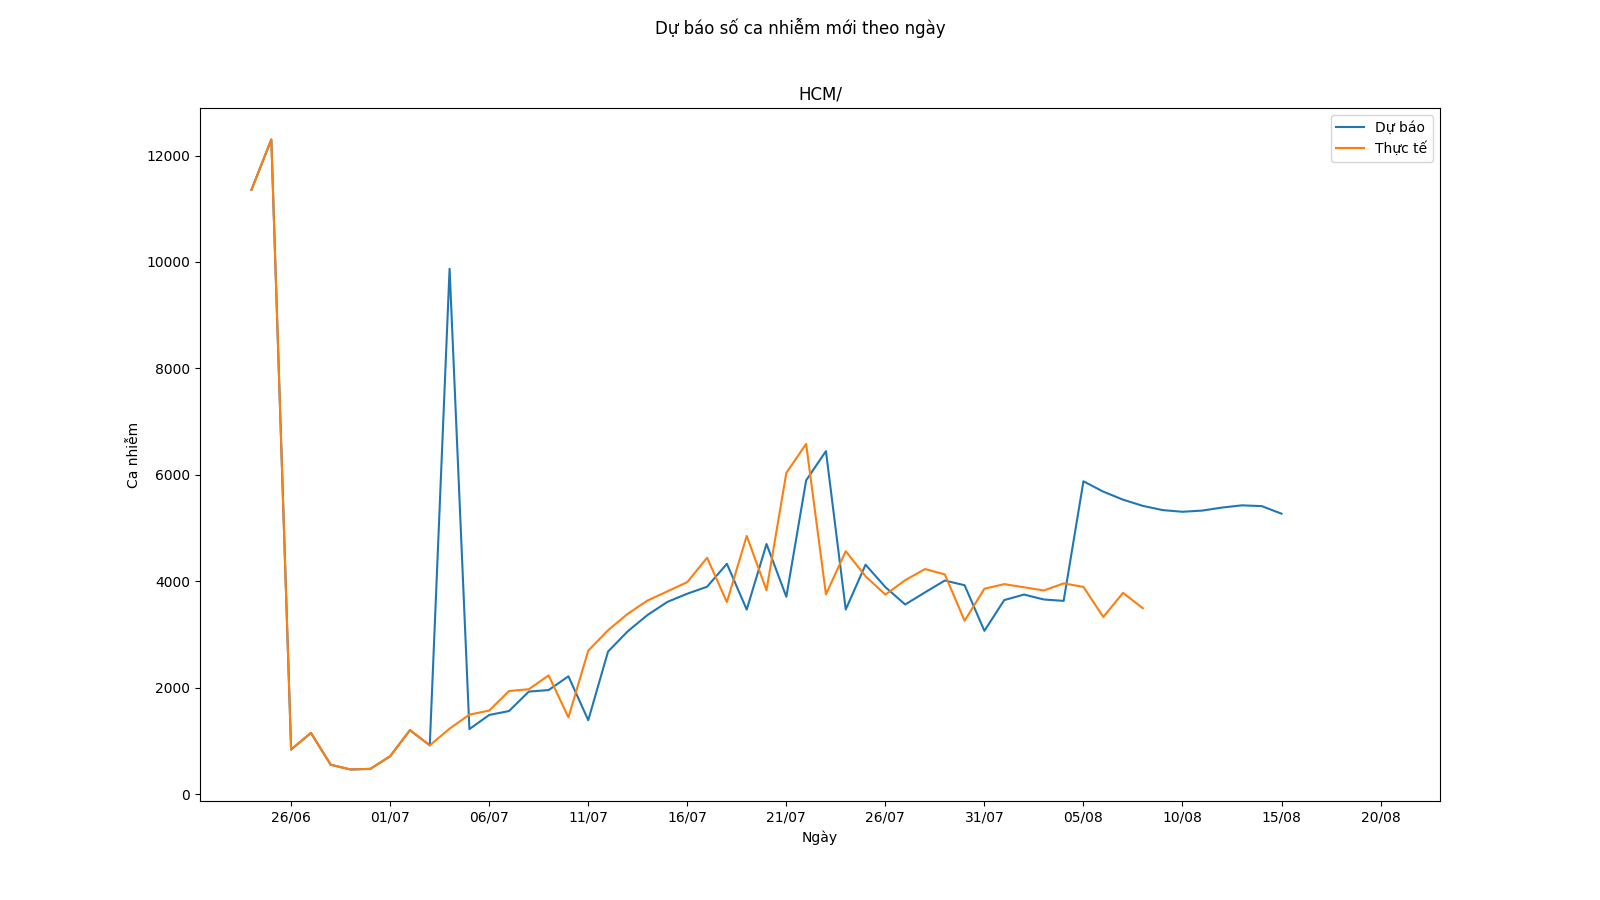 Dự báo số ca nhiễm mới theo ngày
HCM/
Dự báo
Thực tế
12000
10000
8000
6000
4000
2000
0
Ca nhiễm
26/06 01/07 06/07 11/07 16/07 21/07 26/07 31/07 05/08 10/08 15/08 20/08
Ngày